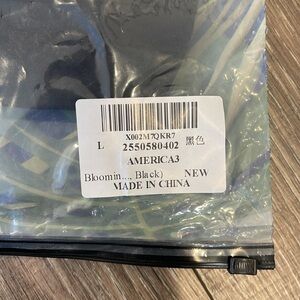 X002M7QKR7
L 2550580402 黑色
AMERICA3
Bloomin..., Black) NEW
MADE IN CHINA